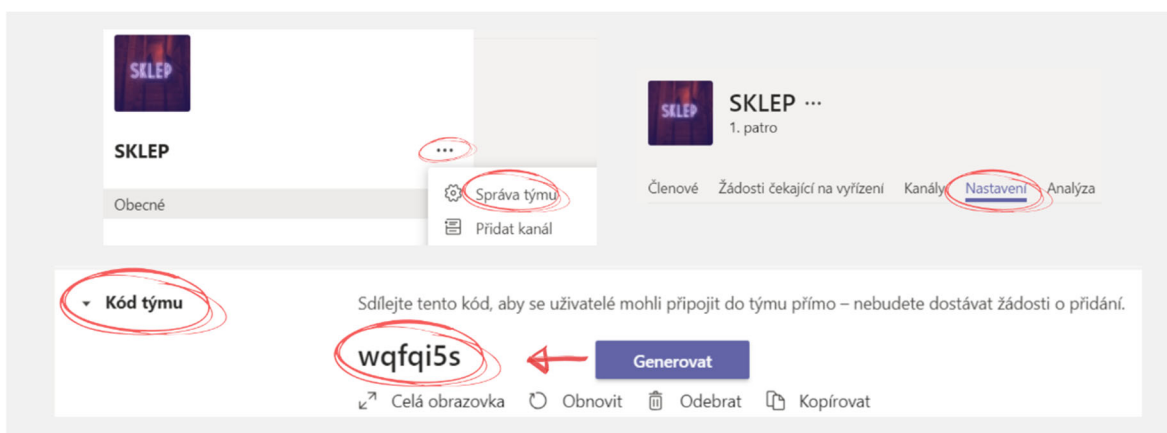 SKLEP
SKLEP
...
Správa týmu
Obecné
Přidat kanál
SKLEP
SKLEP ...
1. patro
Členové Žádosti čekající na vyřízení Kanály Nastavení Analýza
Kód týmu
Sdílejte tento kód, aby se uživatelé mohli připojit do týmu přímo – nebudete dostávat žádosti o přidání.
wqfqi5s
Generovat
Celá obrazovka Obnovit Odebrat Kopírovat